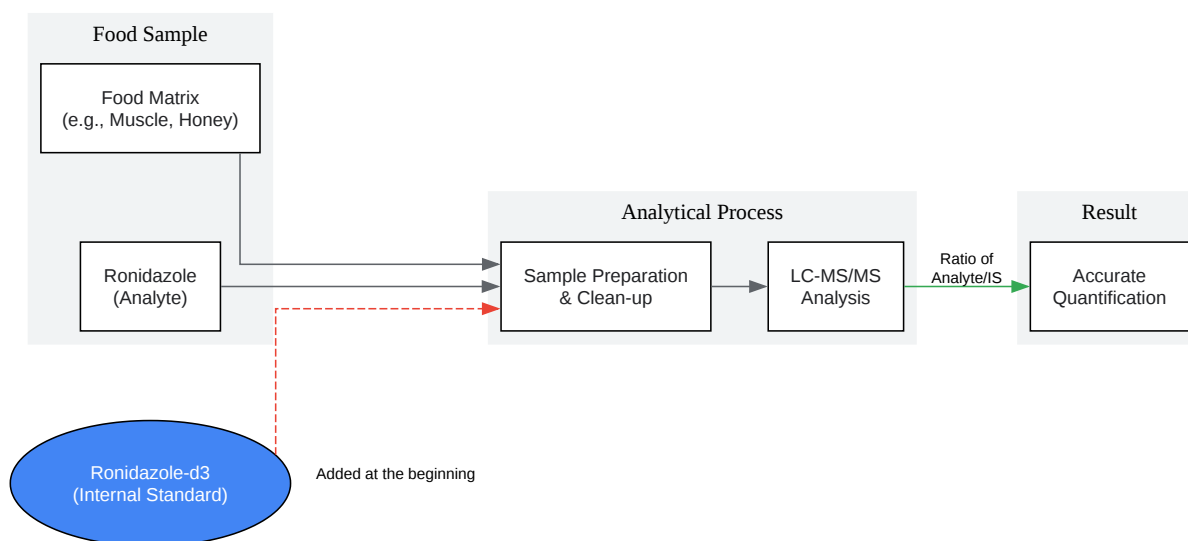 Food Sample
Food Matrix
(e.g., Muscle, Honey)
Ronidazole
(Analyte)
Analytical Process
Sample Preparation
& Clean-up
LC-MS/MS
Analysis
Ratio of
Analyte/IS
Result
Accurate
Quantification
Ronidazole-d3
(Internal Standard)
Added at the beginning